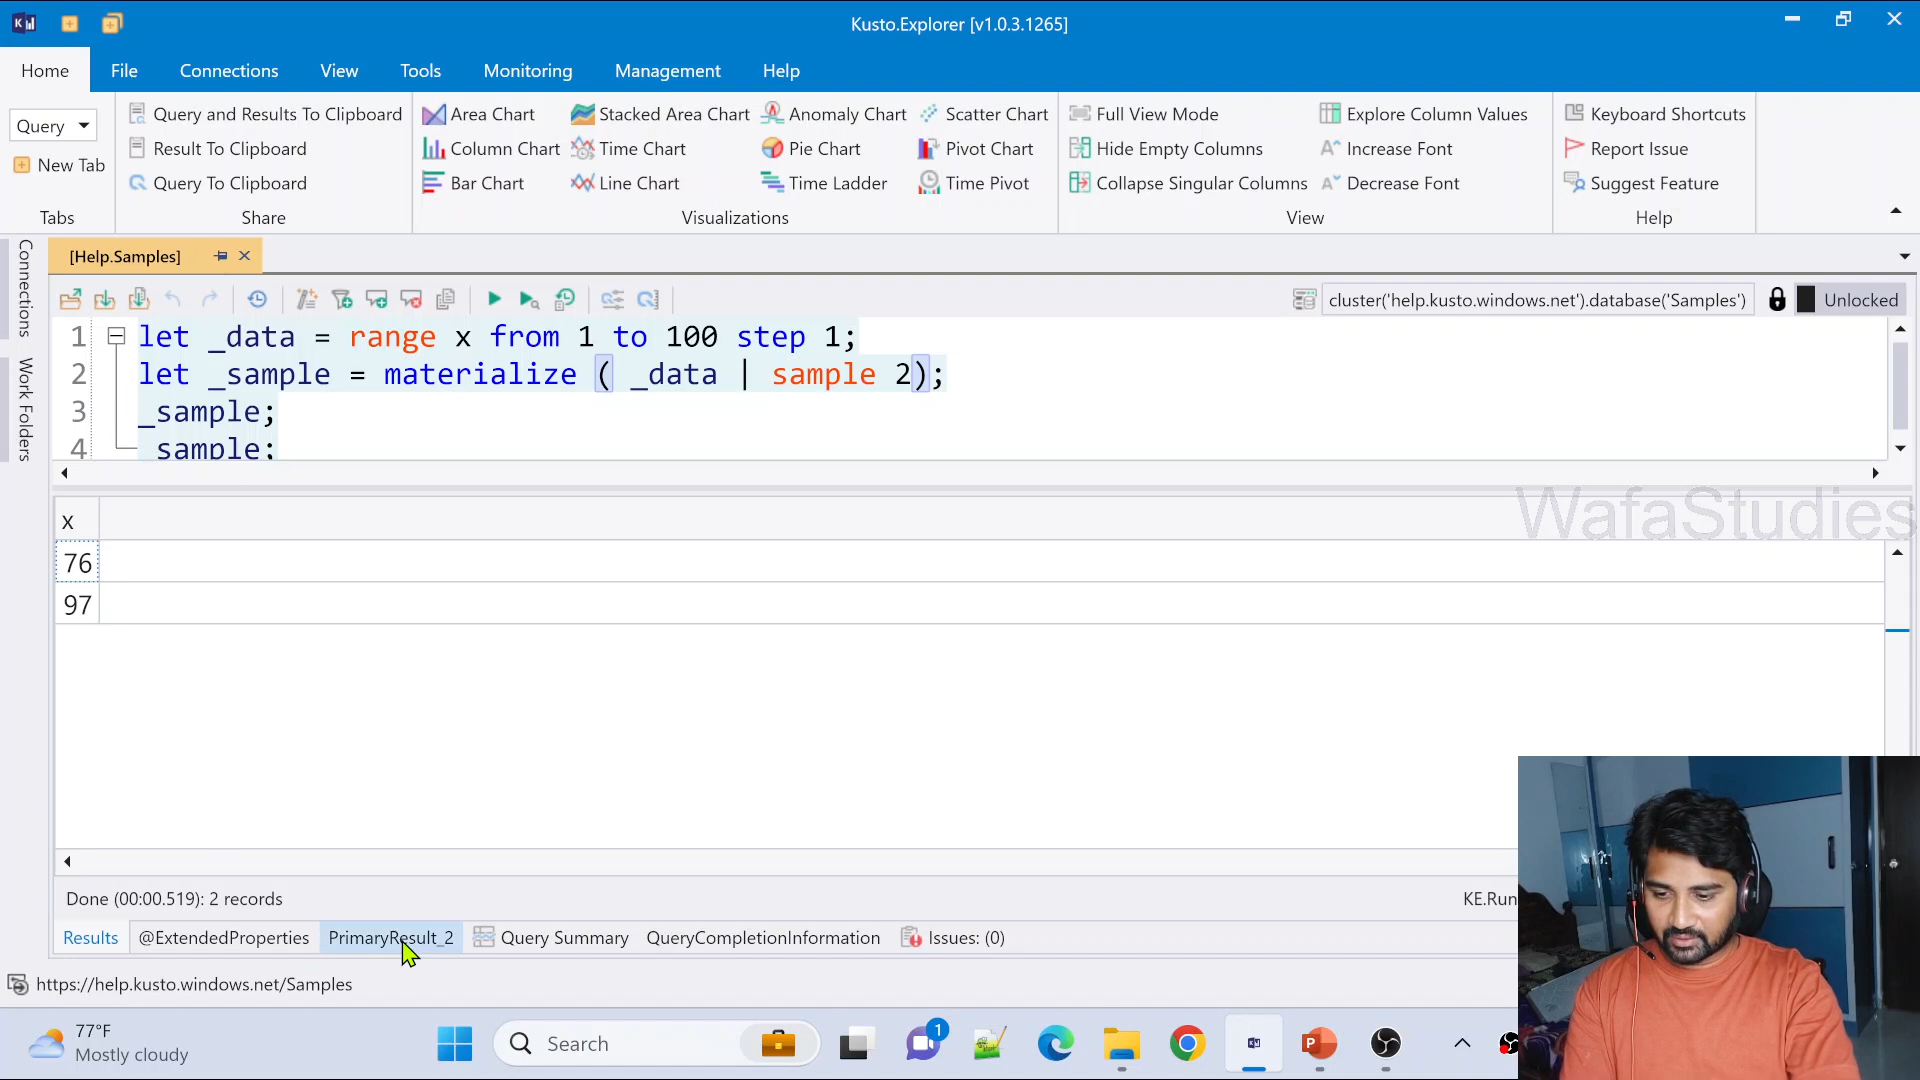 Kusto.Explorer [v1.0.3.1265]
Home File Connections View Tools Monitoring Management Help
Query
New Tab
Tabs
Query and Results To Clipboard
Result To Clipboard
Query To Clipboard
Share
Area Chart Stacked Area Chart Anomaly Chart Scatter Chart
Column Chart Time Chart Pie Chart Pivot Chart
Bar Chart Line Chart Time Ladder Time Pivot
Visualizations
Full View Mode Explore Column Values
Hide Empty Columns Increase Font
Collapse Singular Columns Decrease Font
View
Keyboard Shortcuts
Report Issue
Suggest Feature
Help
Connections
Work Folders
[Help.Samples]
cluster('help.kusto.windows.net').database('Samples') Unlocked
1 let _data = range x from 1 to 100 step 1;
2 let _sample = materialize ( _data | sample 2);
3 _sample;
4 _sample;
WafaStudies
x
76
97
Done (00:00.519): 2 records
KE.Run
Results @ExtendedProperties PrimaryResult_2 Query Summary QueryCompletionInformation Issues: (0)
https://help.kusto.windows.net/Samples
77°F
Mostly cloudy
Search
1